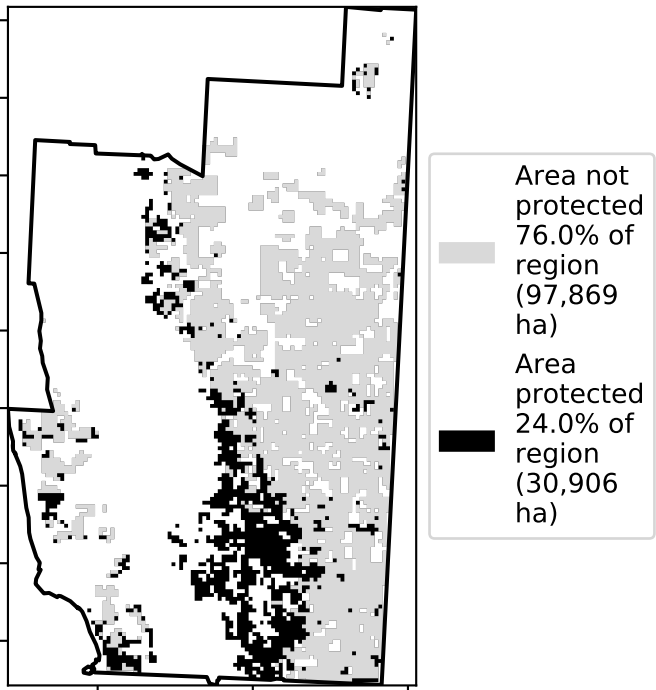 Area not
protected
76.0% of
region
(97,869
ha)
Area
protected
24.0% of
region
(30,906
ha)